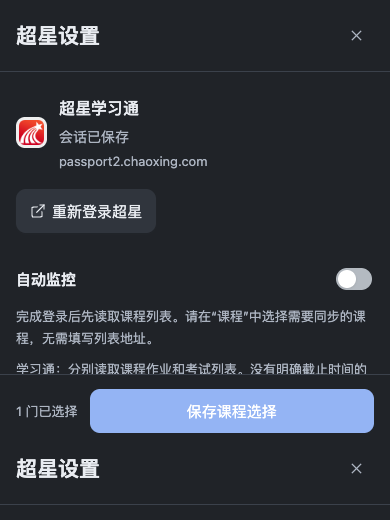 超星设置
超星学习通
会话已保存
passport2.chaoxing.com
重新登录超星
自动监控
完成登录后先读取课程列表。请在“课程”中选择需要同步的课
程，无需填写列表地址。
学习通：分别读取课程作业和考试列表。没有明确截止时间的
1 门已选择
保存课程选择
超星设置